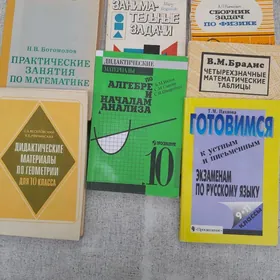 Н.В. Богомолов
ПРАКТИЧЕСКИЕ
ЗАНЯТИЯ
ПО МАТЕМАТИКЕ
ЗАНИМА
ТЕЛЬНЫЕ
ЗАДАЧИ
СБОРНИК
ЗАДАЧ
ПО ФИЗИКЕ
В.М. Брадис
ЧЕТЫРЕХЗНАЧНЫЕ
МАТЕМАТИЧЕСКИЕ
ТАБЛИЦЫ
ДИДАКТИЧЕСКИЕ
МАТЕРИАЛЫ
ПО
АЛГЕБРЕ
И НАЧАЛАМ
АНАЛИЗА
10
ДИДАКТИЧЕСКИЕ
МАТЕРИАЛЫ
ПО ГЕОМЕТРИИ
ДЛЯ 10 КЛАССА
ГОТОВИМСЯ
к устным
и письменным
ЭКЗАМЕНАМ
ПО РУССКОМУ ЯЗЫКУ